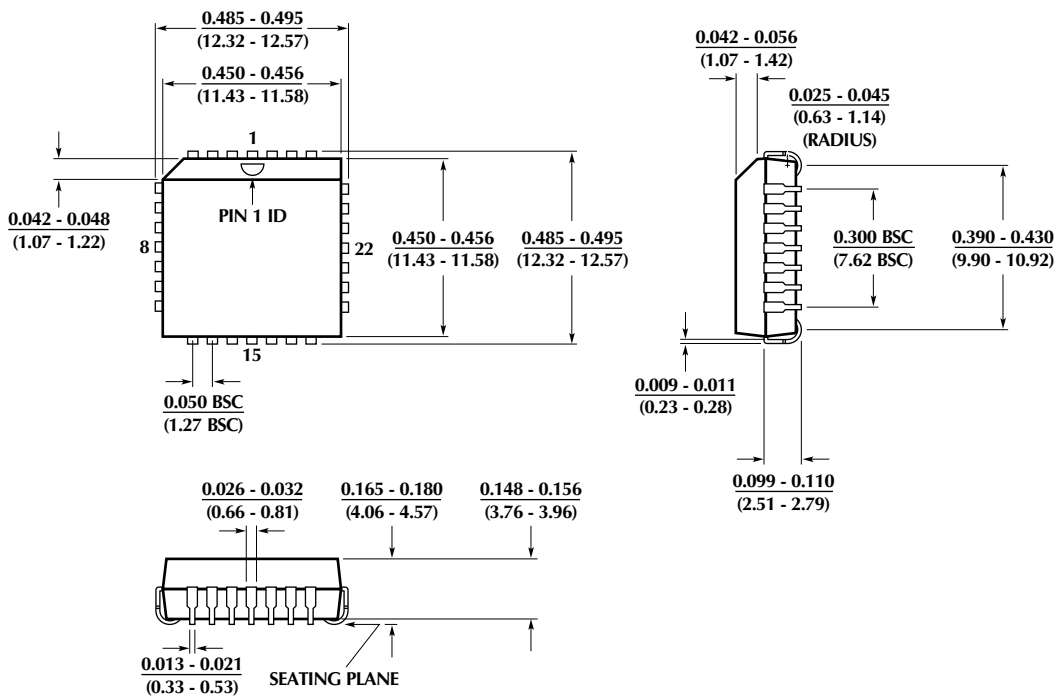 0.485 - 0.495
(12.32 - 12.57)
0.450 - 0.456
(11.43 - 11.58)
0.042 - 0.056
(1.07 - 1.42)
0.025 - 0.045
(0.63 - 1.14)
(RADIUS)
1
PIN 1 ID
0.042 - 0.048
(1.07 - 1.22)
8
22
0.450 - 0.456
(11.43 - 11.58)
0.485 - 0.495
(12.32 - 12.57)
0.300 BSC
(7.62 BSC)
0.390 - 0.430
(9.90 - 10.92)
15
0.050 BSC
(1.27 BSC)
0.009 - 0.011
(0.23 - 0.28)
0.099 - 0.110
(2.51 - 2.79)
0.026 - 0.032
(0.66 - 0.81)
0.165 - 0.180
(4.06 - 4.57)
0.148 - 0.156
(3.76 - 3.96)
0.013 - 0.021
(0.33 - 0.53)
SEATING PLANE